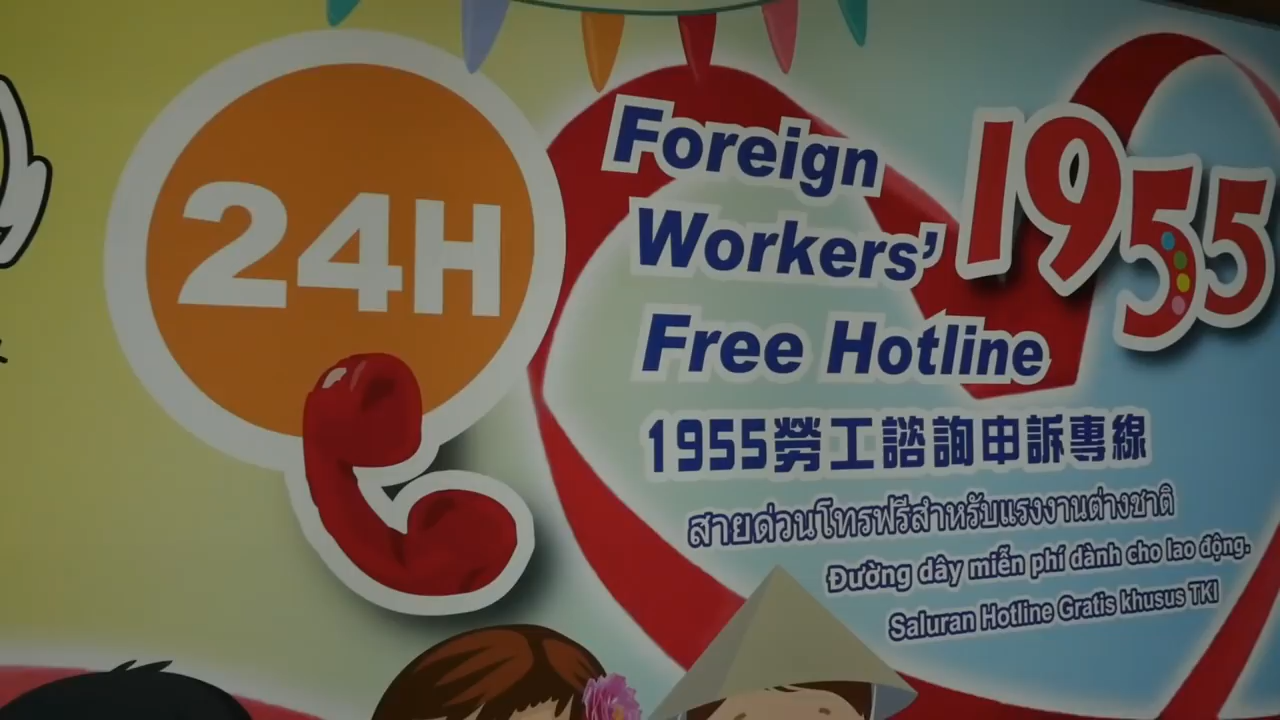 24H
Foreign
Workers’
Free Hotline
1955
1955勞工諮詢申訴專線
สายด่วนโทรฟรีสำหรับแรงงานต่างชาติ
Đường dây miễn phí dành cho lao động.
Saluran Hotline Gratis khusus TKI